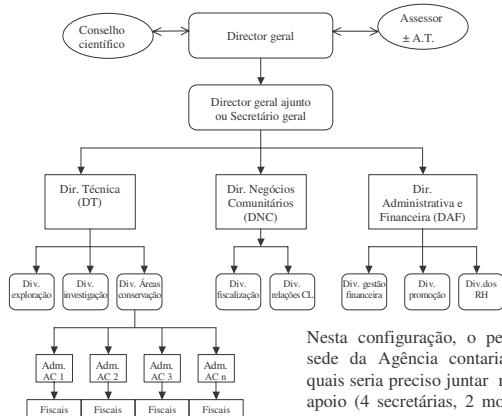 Conselho
científico
Director geral
Assessor
± A.T.
Director geral ajunto
ou Secretário geral
Dir. Técnica
(DT)
Dir. Negócios
Comunitários
(DNC)
Dir.
Administrativa e
Financeira (DAF)
Div.
exploração
Div.
investigação
Div. Áreas
conservação
Div.
fiscalização
Div.
relações CL
Div. gestão
financeira
Div.
promoção
Div.dos
RH
Adm.
AC 1
Adm.
AC 2
Adm.
AC 3
Adm.
AC n
Fiscais
Fiscais
Fiscais
Fiscais
Nesta configuração, o pe
sede da Agência contaria
quais seria preciso juntar
apoio (4 secretárias, 2 mo